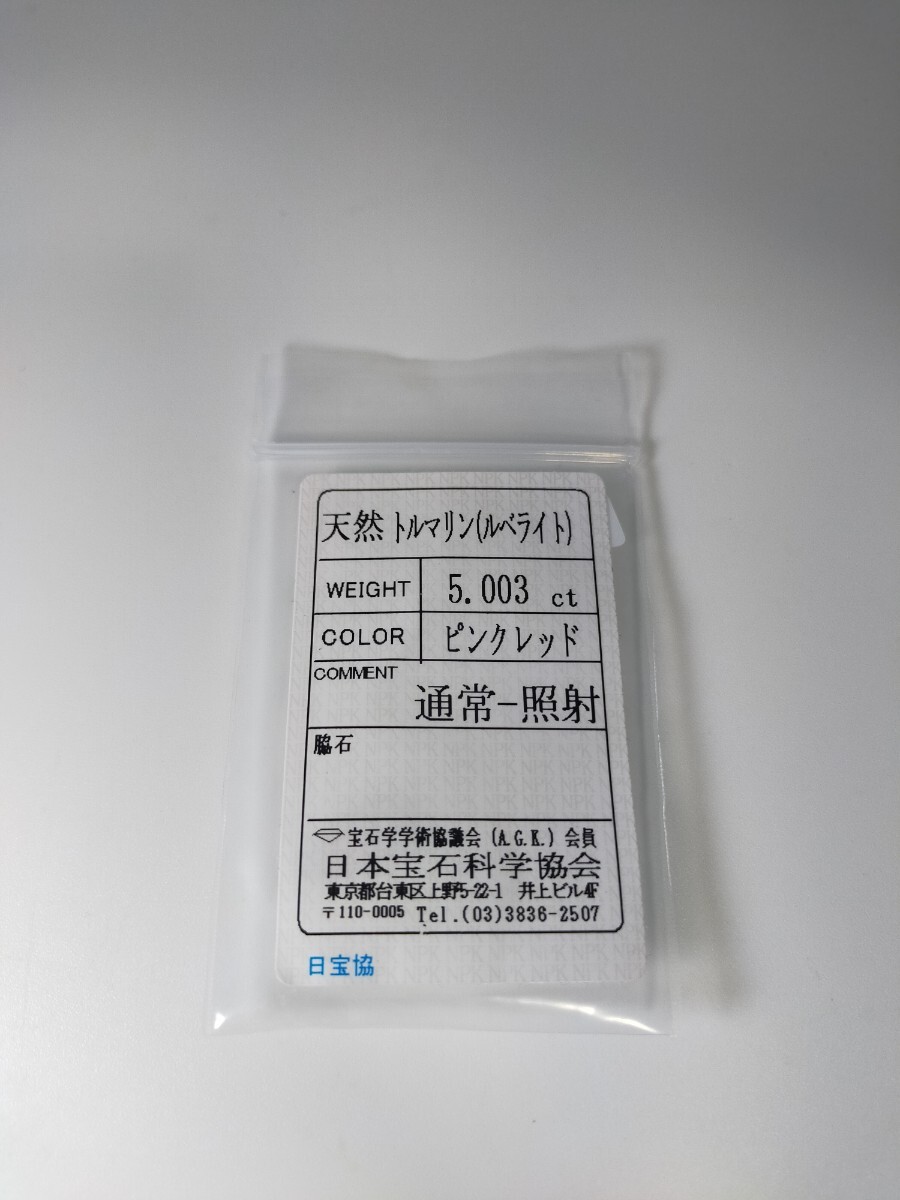 天然 トルマリン(ルベライト)
WEIGHT 5.003 ct
COLOR ピンクレッド
COMMENT
通常-照射
脇石
宝石学学術協議会 (A.G.K.) 会員
日本宝石科学協会
東京都台東区上野5-22-1 井上ビル4F
〒110-0005 Tel.(03)3836-2507
日宝協